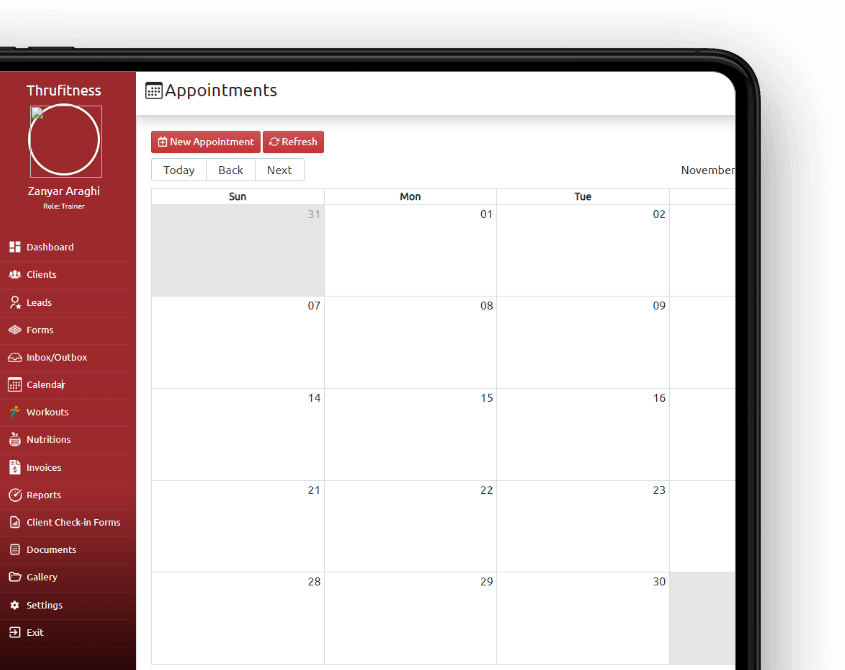 Thrufitness
Zanyar Araghi
Role: Trainer
Dashboard
Clients
Leads
Forms
Inbox/Outbox
Calendar
Workouts
Nutritions
Invoices
Reports
Client Check-in Forms
Documents
Gallery
Settings
Exit
Appointments
New Appointment Refresh
Today Back Next
November
Sun Mon Tue
31 01 02
07 08 09
14 15 16
21 22 23
28 29 30